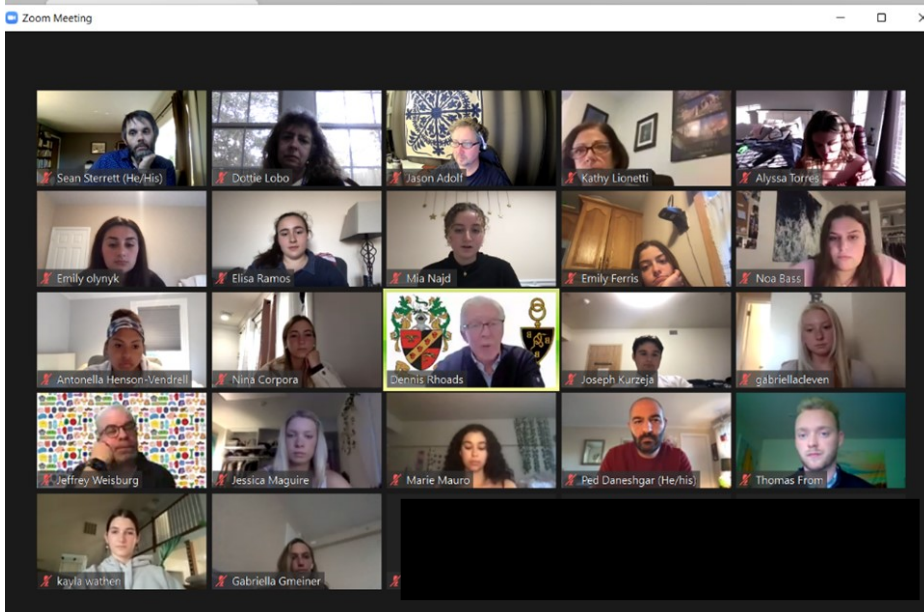 Zoom Meeting
Sean Sterrett (He/His)
Dottie Lobo
Jason Adolf
Kathy Lionetti
Alyssa Torres
Emily olynyk
Elisa Ramos
Mia Najd
Emily Ferris
Noa Bass
Antonella Henson-Vendrell
Nina Corpora
Dennis Rhoads
Joseph Kurzeja
gabriellacleven
Jeffrey Weisburg
Jessica Maguire
Marie Mauro
Ped Daneshgar (He/his)
Thomas From
kayla wathen
Gabriella Gmeiner